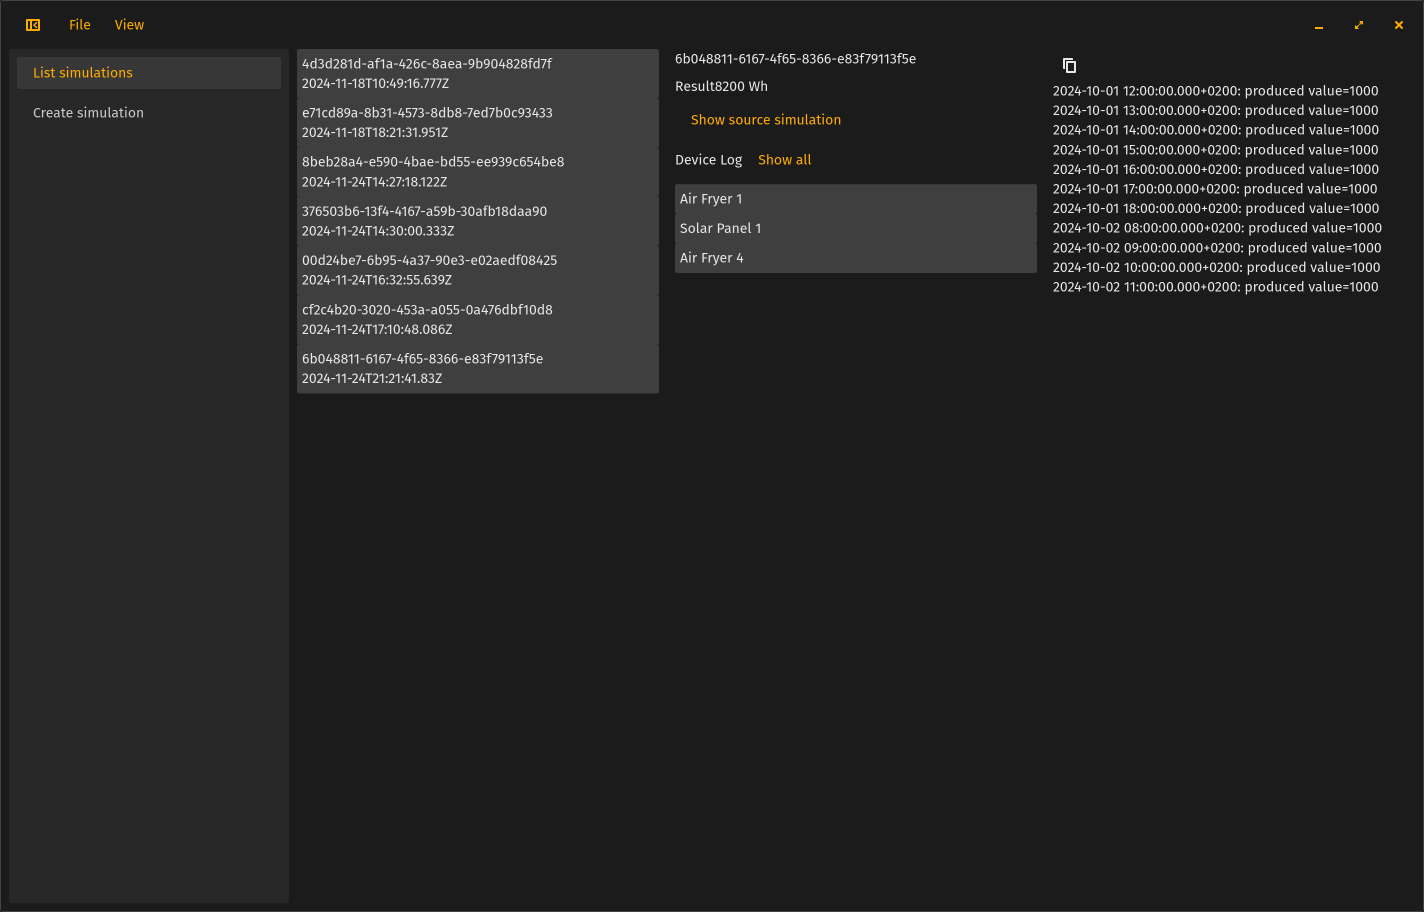 File View
List simulations
Create simulation
4d3d281d-af1a-426c-8aea-9b904828fd7f
2024-11-18T10:49:16.777Z
e71cd89a-8b31-4573-8db8-7ed7b0c93433
2024-11-18T18:21:31.951Z
8beb28a4-e590-4bae-bd55-ee939c654be8
2024-11-24T14:27:18.122Z
376503b6-13f4-4167-a59b-30afb18daa90
2024-11-24T14:30:00.333Z
00d24be7-6b95-4a37-90e3-e02aedf08425
2024-11-24T16:32:55.639Z
cf2c4b20-3020-453a-a055-0a476dbf10d8
2024-11-24T17:10:48.086Z
6b048811-6167-4f65-8366-e83f79113f5e
2024-11-24T21:21:41.83Z
6b048811-6167-4f65-8366-e83f79113f5e
Result8200 Wh
Show source simulation
Device Log Show all
Air Fryer 1
Solar Panel 1
Air Fryer 4
2024-10-01 12:00:00.000+0200: produced value=1000
2024-10-01 13:00:00.000+0200: produced value=1000
2024-10-01 14:00:00.000+0200: produced value=1000
2024-10-01 15:00:00.000+0200: produced value=1000
2024-10-01 16:00:00.000+0200: produced value=1000
2024-10-01 17:00:00.000+0200: produced value=1000
2024-10-01 18:00:00.000+0200: produced value=1000
2024-10-02 08:00:00.000+0200: produced value=1000
2024-10-02 09:00:00.000+0200: produced value=1000
2024-10-02 10:00:00.000+0200: produced value=1000
2024-10-02 11:00:00.000+0200: produced value=1000